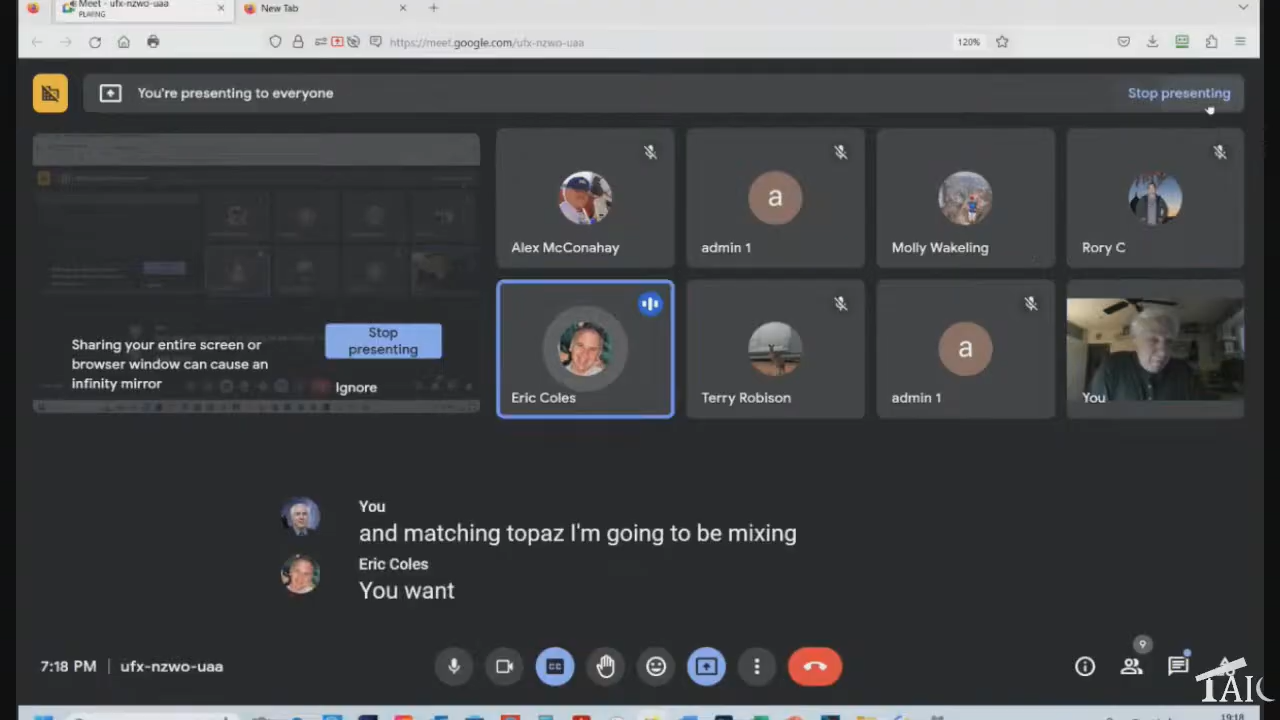 Meet - ufx-nzwo-uaa
PLAYING
New Tab
https://meet.google.com/ufx-nzwo-uaa
120%
You're presenting to everyone
Stop presenting
Sharing your entire screen or
browser window can cause an
infinity mirror
Stop
presenting
Ignore
Alex McConahay
a
admin 1
Molly Wakeling
Rory C
Eric Coles
Terry Robison
a
admin 1
You
You
and matching topaz I'm going to be mixing
Eric Coles
You want
7:18 PM
ufx-nzwo-uaa
CC
9
TAIC
19:18